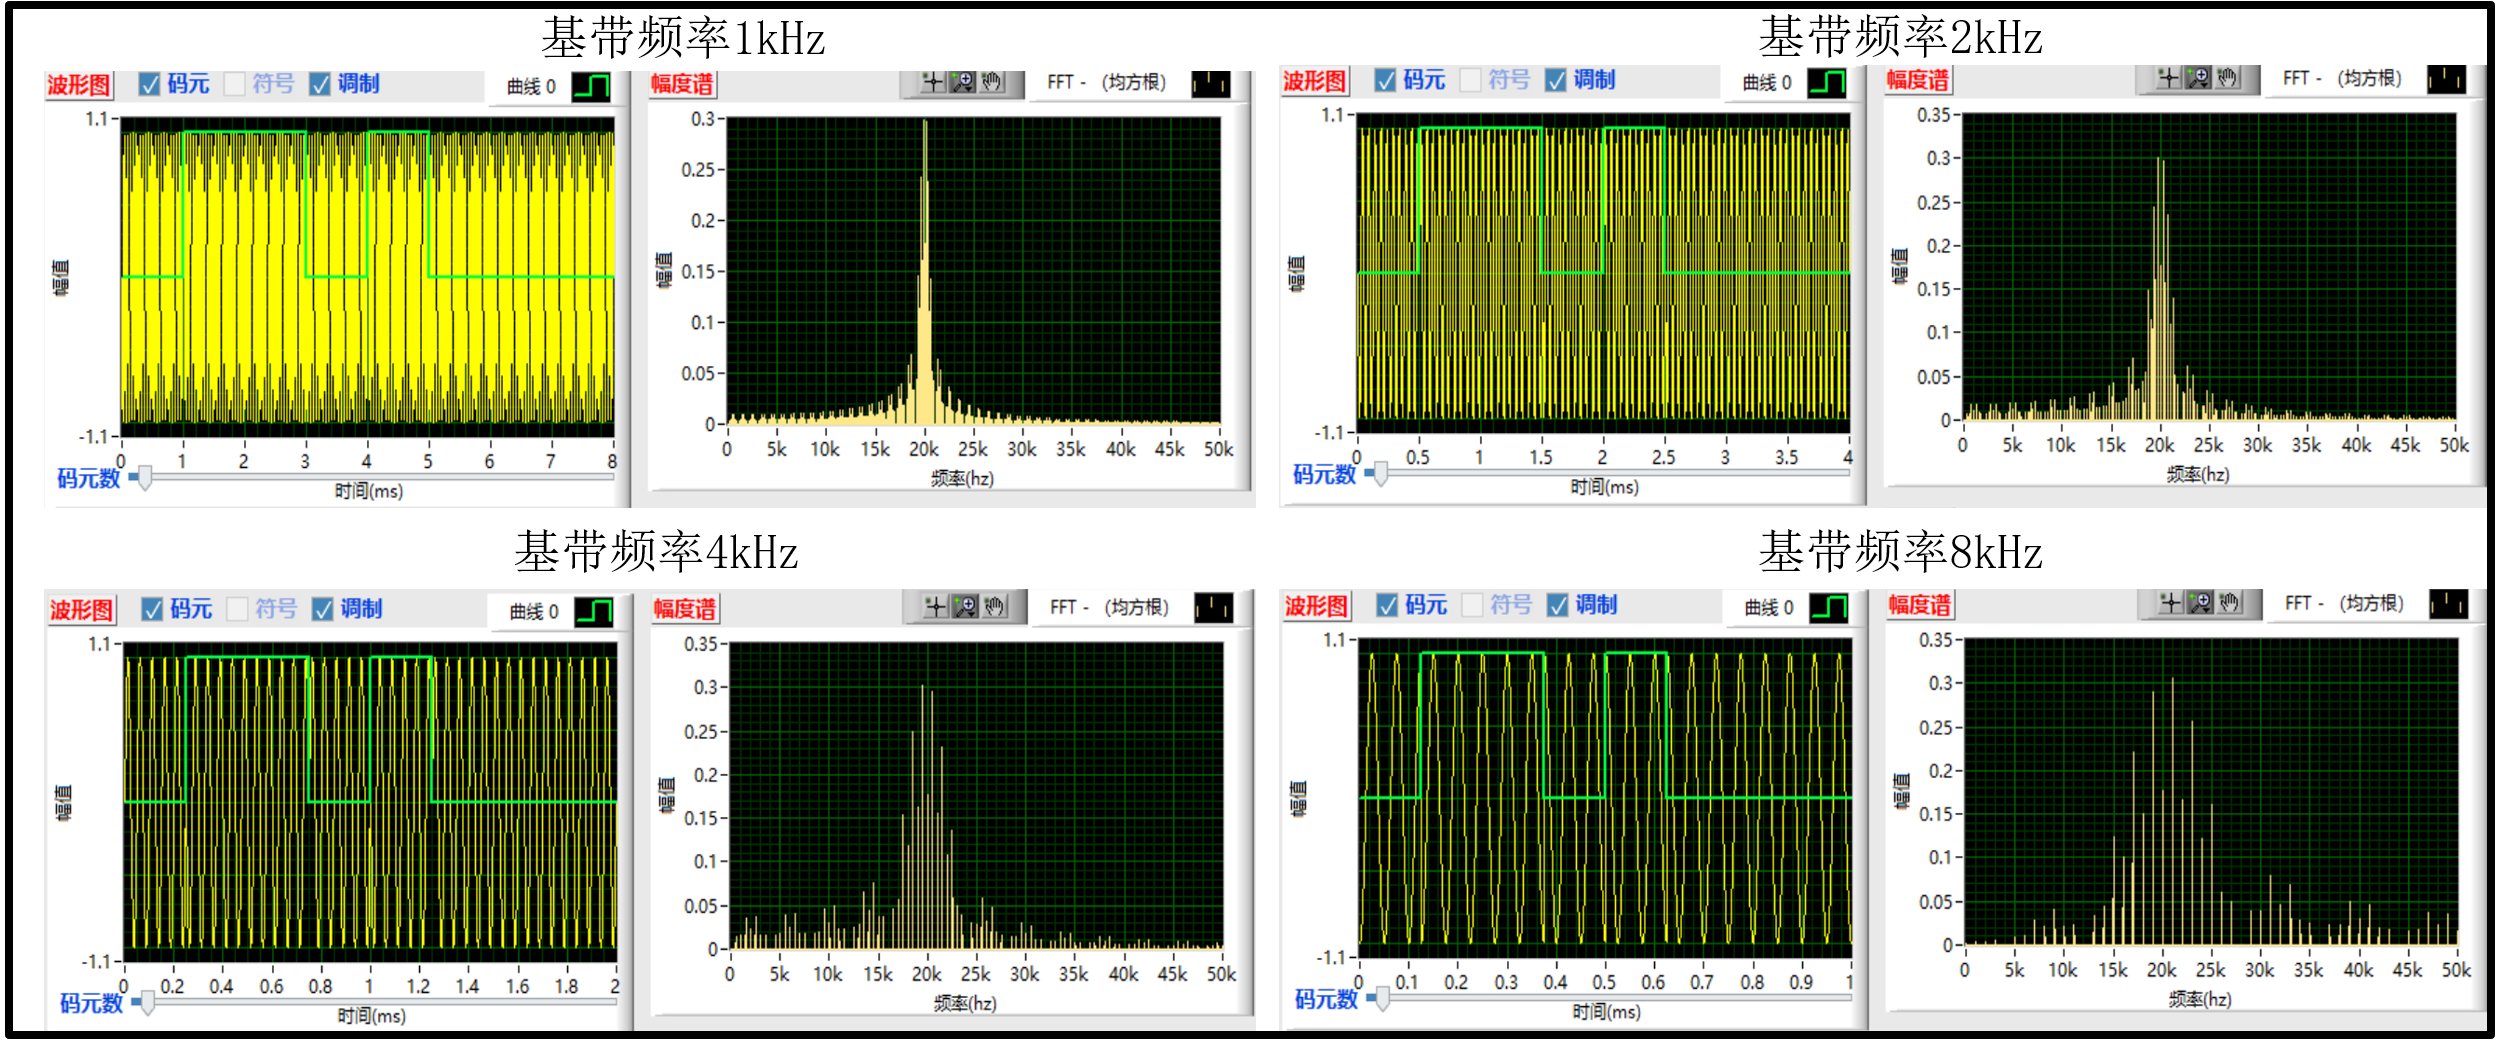 基带频率1kHz
波形图 码元 符号 调制 曲线 0
1.1
-1.1
幅值
0 1 2 3 4 5 6 7 8
码元数
时间(ms)
幅度谱 FFT - (均方根)
0.3
0.25
0.2
0.15
0.1
0.05
0
幅值
0 5k 10k 15k 20k 25k 30k 35k 40k 45k 50k
频率(hz)
基带频率2kHz
波形图 码元 符号 调制 曲线 0
1.1
-1.1
幅值
0 0.5 1 1.5 2 2.5 3 3.5 4
码元数
时间(ms)
幅度谱 FFT - (均方根)
0.35
0.3
0.25
0.2
0.15
0.1
0.05
0
幅值
0 5k 10k 15k 20k 25k 30k 35k 40k 45k 50k
频率(hz)
基带频率4kHz
波形图 码元 符号 调制 曲线 0
1.1
-1.1
幅值
0 0.2 0.4 0.6 0.8 1 1.2 1.4 1.6 1.8 2
码元数
时间(ms)
幅度谱 FFT - (均方根)
0.35
0.3
0.25
0.2
0.15
0.1
0.05
0
幅值
0 5k 10k 15k 20k 25k 30k 35k 40k 45k 50k
频率(hz)
基带频率8kHz
波形图 码元 符号 调制 曲线 0
1.1
-1.1
幅值
0 0.1 0.2 0.3 0.4 0.5 0.6 0.7 0.8 0.9 1
码元数
时间(ms)
幅度谱 FFT - (均方根)
0.35
0.3
0.25
0.2
0.15
0.1
0.05
0
幅值
0 5k 10k 15k 20k 25k 30k 35k 40k 45k 50k
频率(hz)